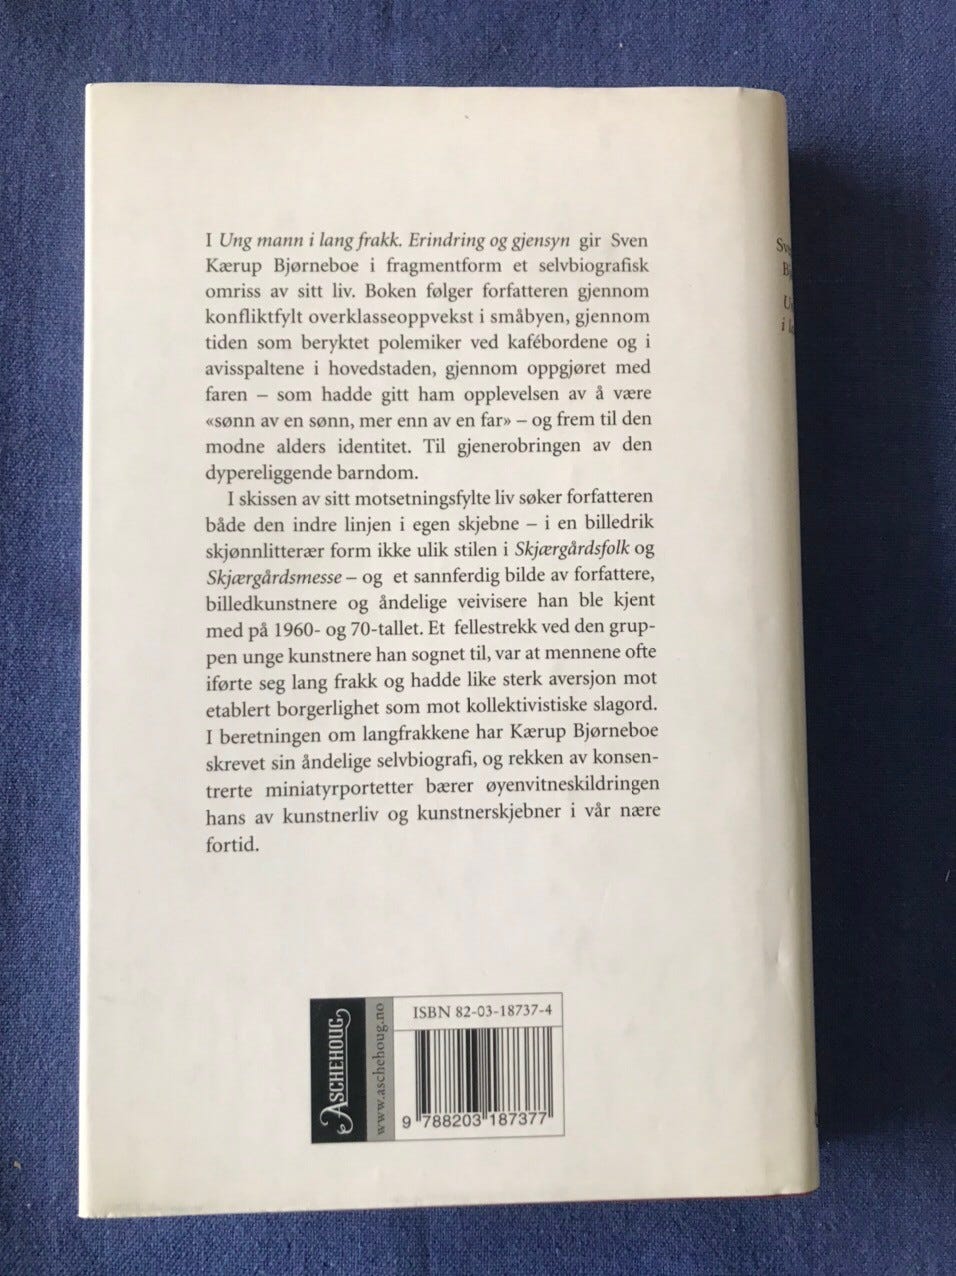 I Ung mann i lang frakk. Erindring og gjensyn gir Sven
Kærup Bjørneboe i fragmentform et selvbiografisk
omriss av sitt liv. Boken følger forfatteren gjennom
konfliktfylt overklasseoppvekst i småbyen, gjennom
tiden som beryktet polemiker ved kafébordene og i
avisspaltene i hovedstaden, gjennom oppgjøret med
faren – som hadde gitt ham opplevelsen av å være
«sønn av en sønn, mer enn av en far» – og frem til den
modne alders identitet. Til gjenerobringen av den
dypereliggende barndom.
I skissen av sitt motsetningsfylte liv søker forfatteren
både den indre linjen i egen skjebne – i en billedrik
skjønnlitterær form ikke ulik stilen i Skjærgårdsfolk og
Skjærgårdsmesse – og et sannferdig bilde av forfattere,
billedkunstnere og åndelige veivisere han ble kjent
med på 1960- og 70-tallet. Et fellestrekk ved den grup-
pen unge kunstnere han sognet til, var at mennene ofte
iførte seg lang frakk og hadde like sterk aversjon mot
etablert borgerlighet som mot kollektivistiske slagord.
I beretningen om langfrakkene har Kærup Bjørneboe
skrevet sin åndelige selvbiografi, og rekken av konsen-
trerte miniatyrportetter bærer øyenvitneskildringen
hans av kunstnerliv og kunstnerskjebner i vår nære
fortid.
ASCHEHOUG
www.aschehoug.no
ISBN 82-03-18737-4
9 788203 187377